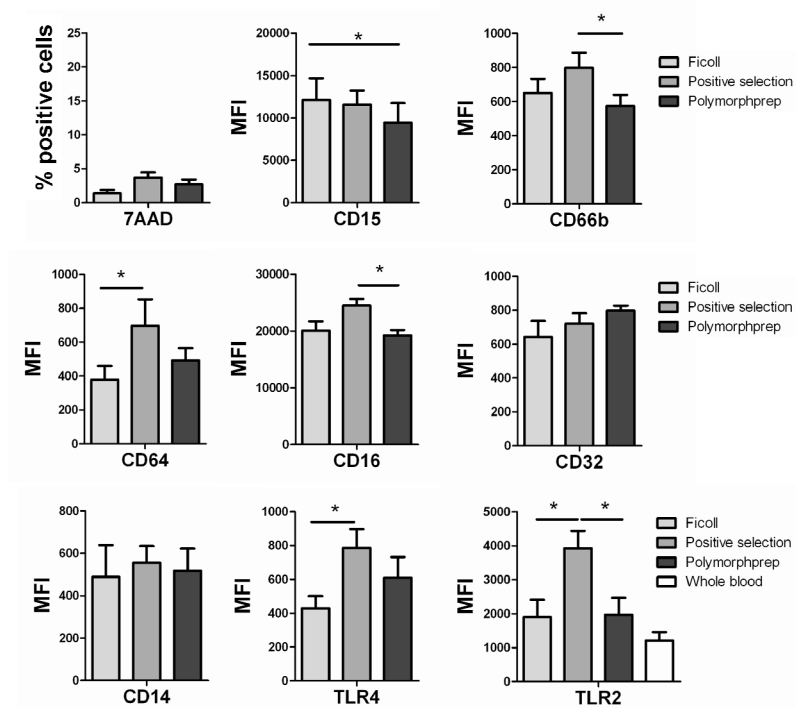 % positive cells
25
20
15
10
5
0
7AAD
MFI
20000
15000
10000
5000
0
*
CD15
MFI
1000
800
600
400
200
0
*
CD66b
Ficoll
Positive selection
Polymorphprep
MFI
1000
800
600
400
200
0
*
CD64
MFI
30000
20000
10000
0
*
CD16
MFI
1000
800
600
400
200
0
CD32
Ficoll
Positive selection
Polymorphprep
MFI
800
600
400
200
0
CD14
MFI
1000
800
600
400
200
0
*
TLR4
MFI
5000
4000
3000
2000
1000
0
* *
TLR2
Ficoll
Positive selection
Polymorphprep
Whole blood